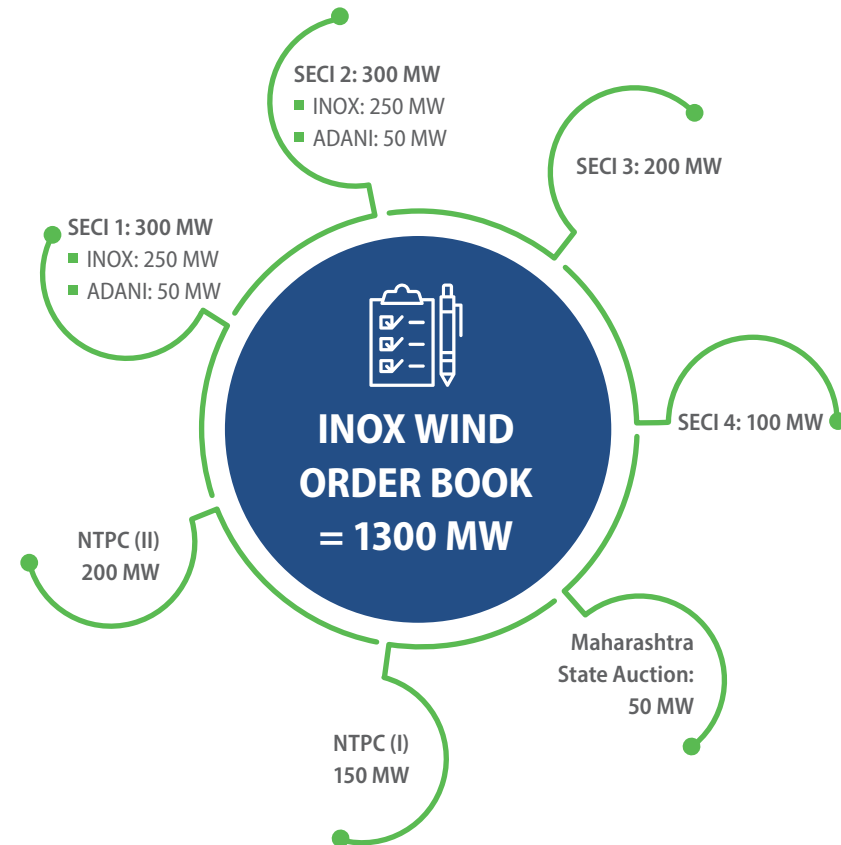 SECI 2: 300 MW
INOX: 250 MW
ADANI: 50 MW
SECI 3: 200 MW
SECI 1: 300 MW
INOX: 250 MW
ADANI: 50 MW
INOX WIND
ORDER BOOK
= 1300 MW
SECI 4: 100 MW
NTPC (II)
200 MW
Maharashtra
State Auction:
50 MW
NTPC (I)
150 MW